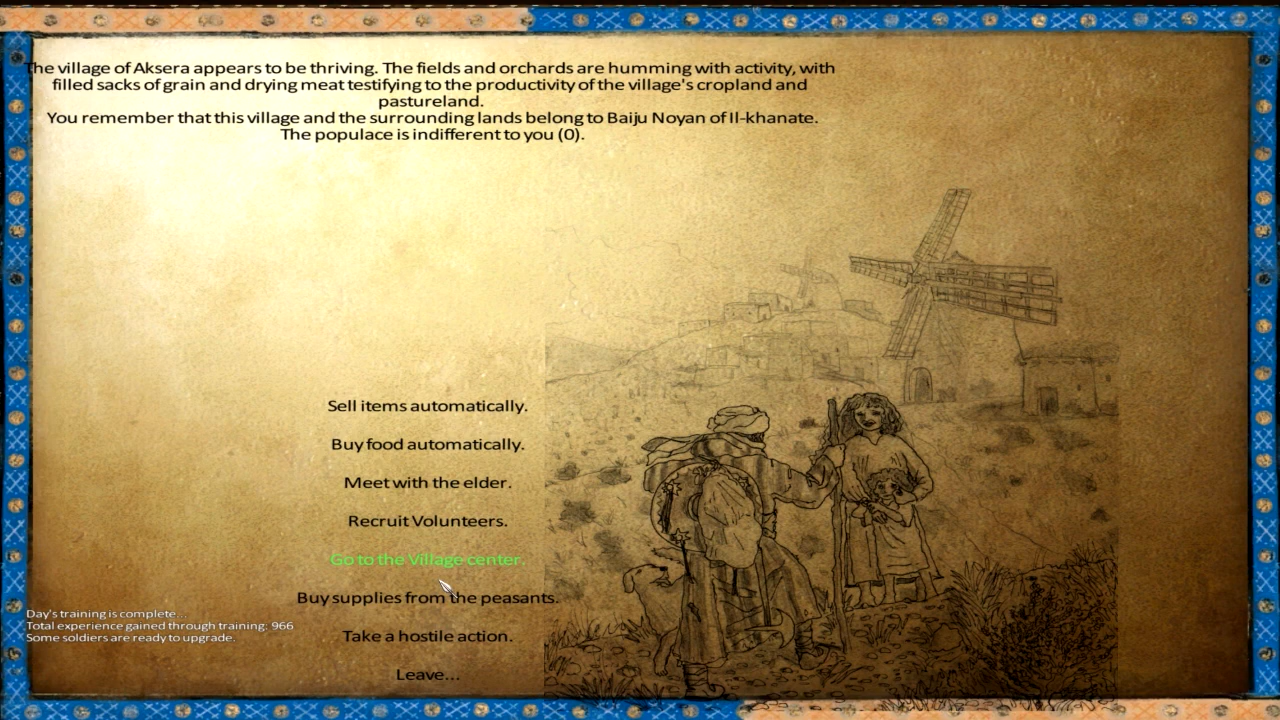 The village of Aksera appears to be thriving. The fields and orchards are humming with activity, with
filled sacks of grain and drying meat testifying to the productivity of the village's cropland and
pastureland.
You remember that this village and the surrounding lands belong to Baiju Noyan of Il-khanate.
The populace is indifferent to you (0).
Sell items automatically.
Buy food automatically.
Meet with the elder.
Recruit Volunteers.
Go to the Village center.
Buy supplies from the peasants.
Take a hostile action.
Leave...
Day's training is complete...
Total experience gained through training: 966
Some soldiers are ready to upgrade.